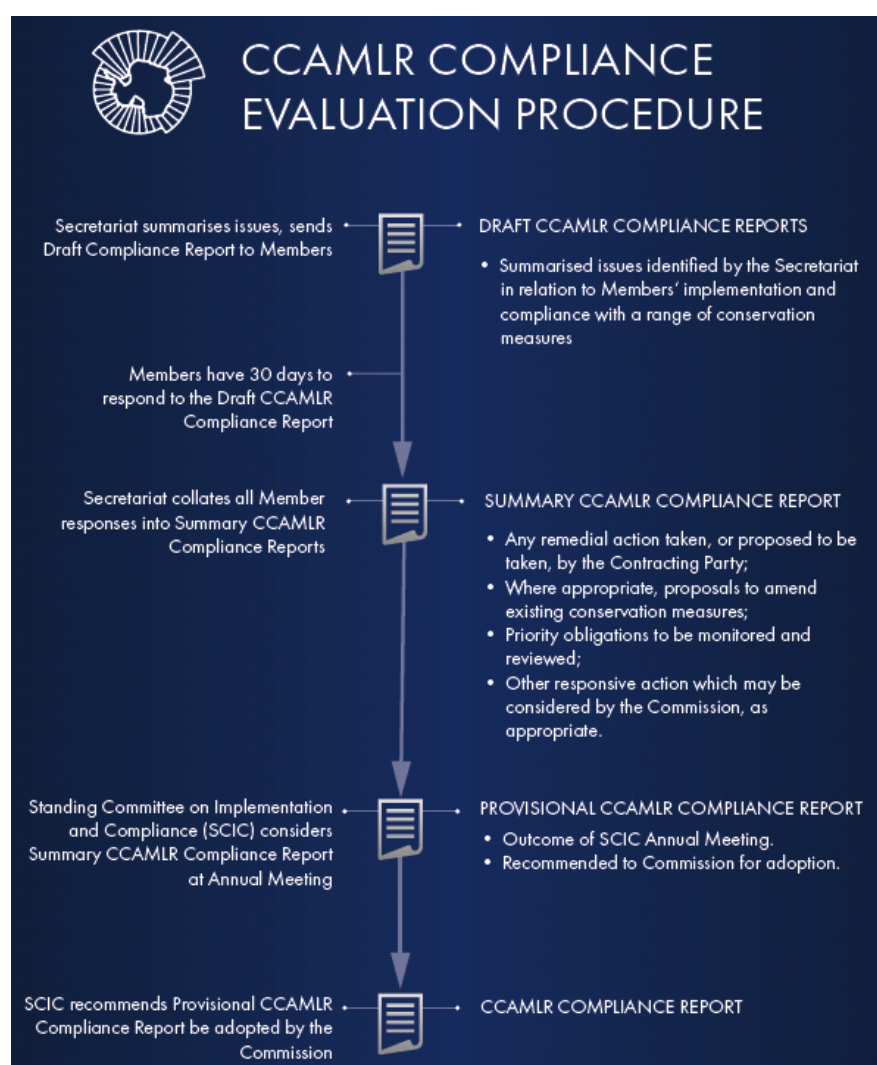 CCAMLR COMPLIANCE
EVALUATION PROCEDURE
Secretariat summarises issues, sends
Draft Compliance Report to Members
DRAFT CCAMLR COMPLIANCE REPORTS
• Summarised issues identified by the Secretariat
in relation to Members‘ implementation and
compliance with a range of conservation
measures
Members have 30 days to
respond to the Draft CCAMLR
Compliance Report
Secretariat collates all Member
responses into Summary CCAMLR
Compliance Reports
SUMMARY CCAMLR COMPLIANCE REPORT
• Any remedial action taken, or proposed to be
taken, by the Contracting Party;
• Where appropriate, proposals to amend
existing conservation measures;
• Priority obligations to be monitored and
reviewed;
• Other responsive action which may be
considered by the Commission, as
appropriate.
Standing Committee on Implementation
and Compliance (SCIC) considers
Summary CCAMLR Compliance Report
at Annual Meeting
PROVISIONAL CCAMLR COMPLIANCE REPORT
• Outcome of SCIC Annual Meeting.
• Recommended to Commission for adoption.
SCIC recommends Provisional CCAMLR
Compliance Report be adopted by the
Commission
CCAMLR COMPLIANCE REPORT